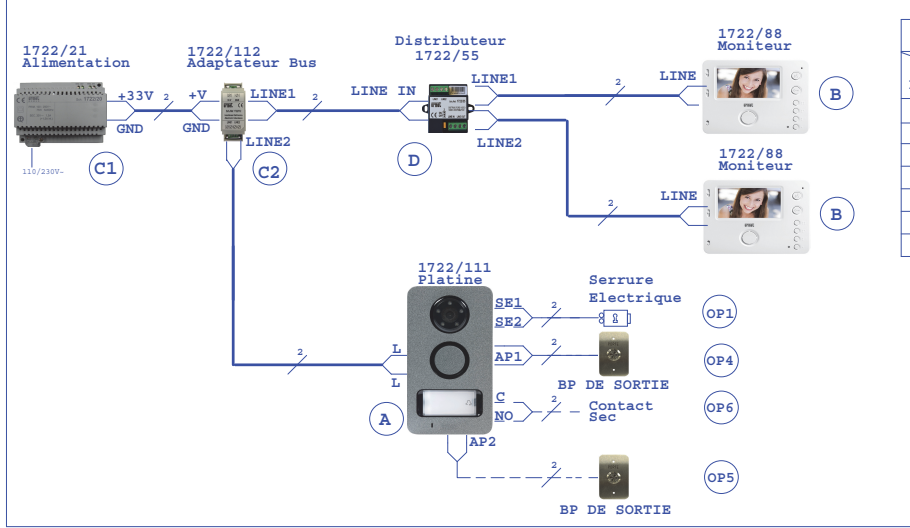 1722/21
Alimentation
+33V
2
GND
110/230V~
C1
1722/112
Adaptateur Bus
+V
GND
LINE1
2
LINE2
C2
Distributeur
1722/55
LINE IN
LINE1
LINE2
D
1722/88
Moniteur
2
LINE
B
1722/88
Moniteur
2
LINE
B
1722/111
Platine
2
L
L
A
SE1
SE2
2
Serrure
Electrique
OP1
AP1
2
BP DE SORTIE
OP4
C
NO
2
Contact
Sec
OP6
AP2
2
BP DE SORTIE
OP5